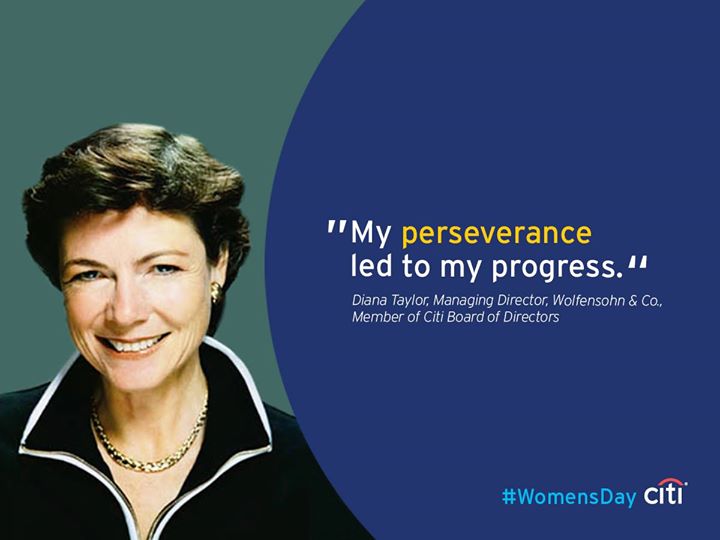 "My perseverance
led to my progress."
Diana Taylor, Managing Director, Wolfensohn & Co.,
Member of Citi Board of Directors
#WomensDay citi®